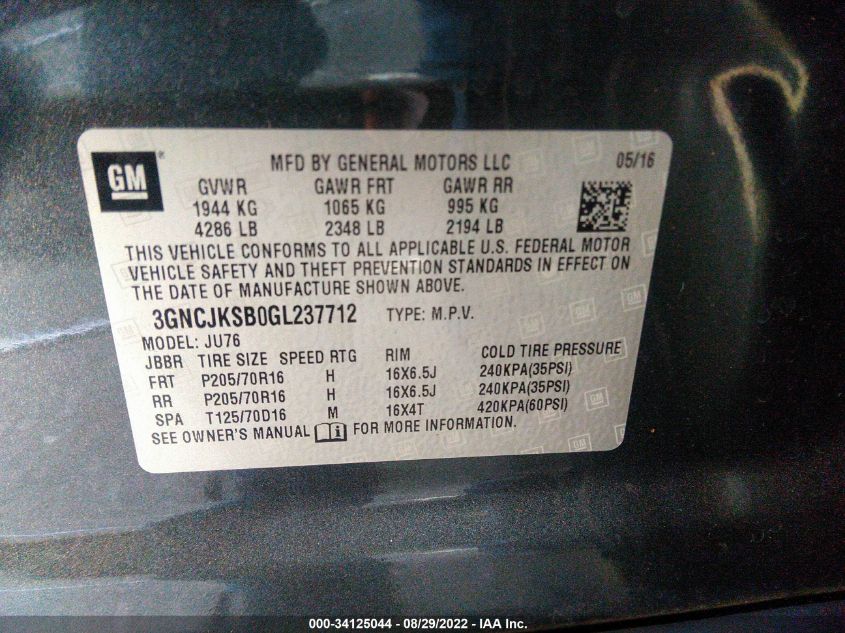 GM ® MFD BY GENERAL MOTORS LLC 05/16
GVWR GAWR FRT GAWR RR
1944 KG 1065 KG 995 KG
4286 LB 2348 LB 2194 LB
THIS VEHICLE CONFORMS TO ALL APPLICABLE U.S. FEDERAL MOTOR
VEHICLE SAFETY AND THEFT PREVENTION STANDARDS IN EFFECT ON
THE DATE OF MANUFACTURE SHOWN ABOVE.
3GNCJKSB0GL237712 TYPE: M.P.V.
MODEL: JU76
JBBR TIRE SIZE SPEED RTG RIM COLD TIRE PRESSURE
FRT P205/70R16 H 16X6.5J 240KPA(35PSI)
RR P205/70R16 H 16X6.5J 240KPA(35PSI)
SPA T125/70D16 M 16X4T 420KPA(60PSI)
SEE OWNER'S MANUAL FOR MORE INFORMATION.
000-34125044 - 08/29/2022 - IAA Inc.